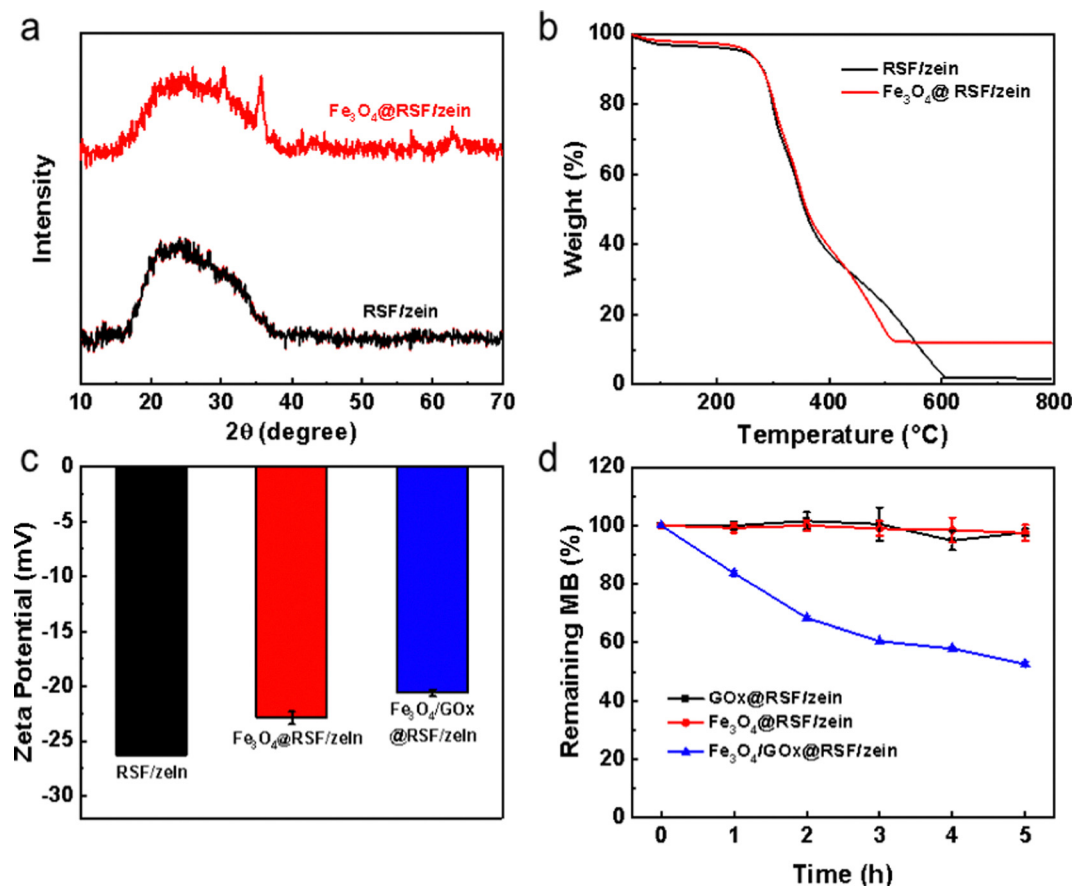 a
Fe₃O₄@RSF/zein
RSF/zein
Intensity
10 20 30 40 50 60 70
2θ (degree)
b
RSF/zein
Fe₃O₄@ RSF/zein
Weight (%)
100
80
60
40
20
0
200 400 600 800
Temperature (°C)
c
Zeta Potential (mV)
0
-5
-10
-15
-20
-25
-30
RSF/zein
Fe₃O₄@RSF/zein
Fe₃O₄/GOx
@RSF/zein
d
Remaining MB (%)
120
100
80
60
40
20
0
GOx@RSF/zein
Fe₃O₄@RSF/zein
Fe₃O₄/GOx@RSF/zein
0 1 2 3 4 5
Time (h)